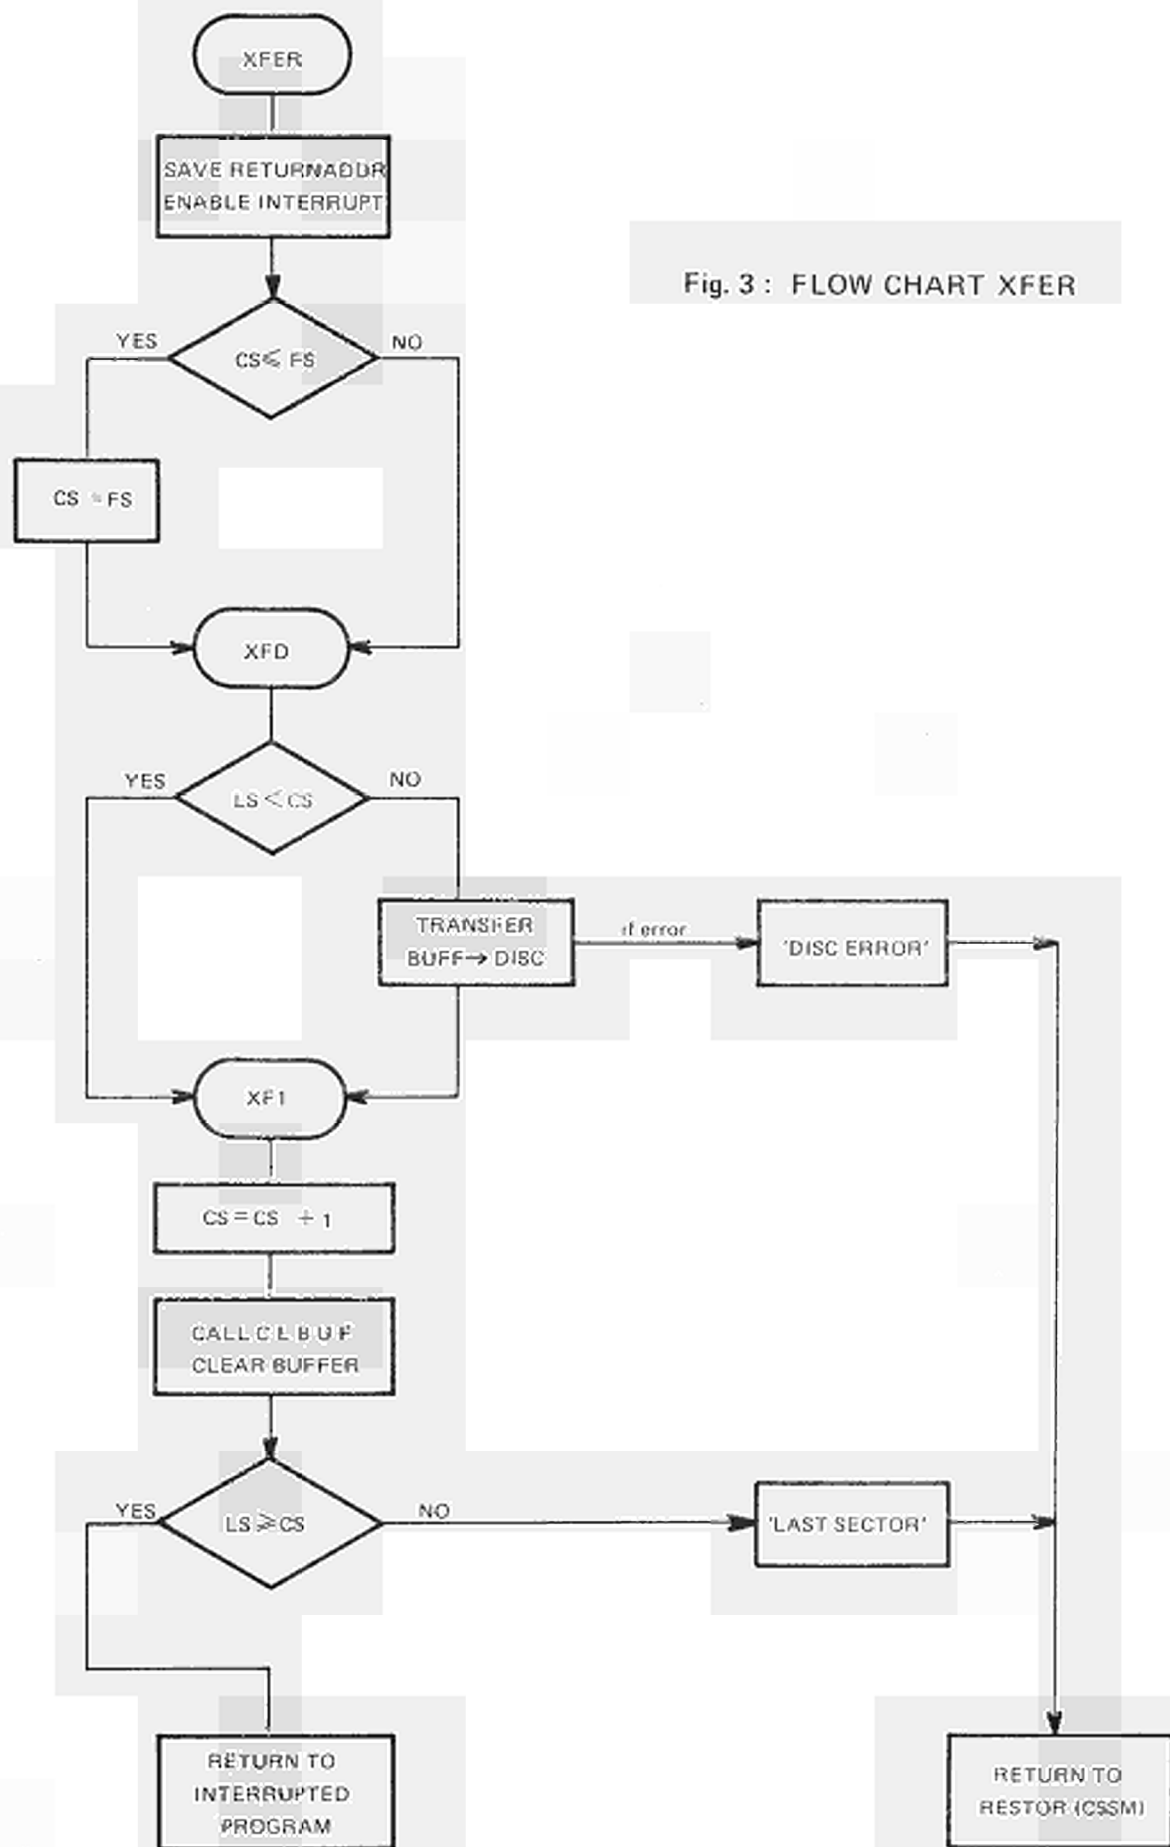 XFER
SAVE RETURNADDR
ENABLE INTERRUPT
Fig. 3 : FLOW CHART XFER
YES
NO
CS⩽ FS
CS = FS
XFD
YES
NO
LS < CS
TRANSFER
BUFF→ DISC
if error
'DISC ERROR'
XF1
CS = CS + 1
CALL C L B U F
CLEAR BUFFER
YES
NO
LS ⩾ CS
'LAST SECTOR'
RETURN TO
INTERRUPTED
PROGRAM
RETURN TO
RESTOR (CSSM)